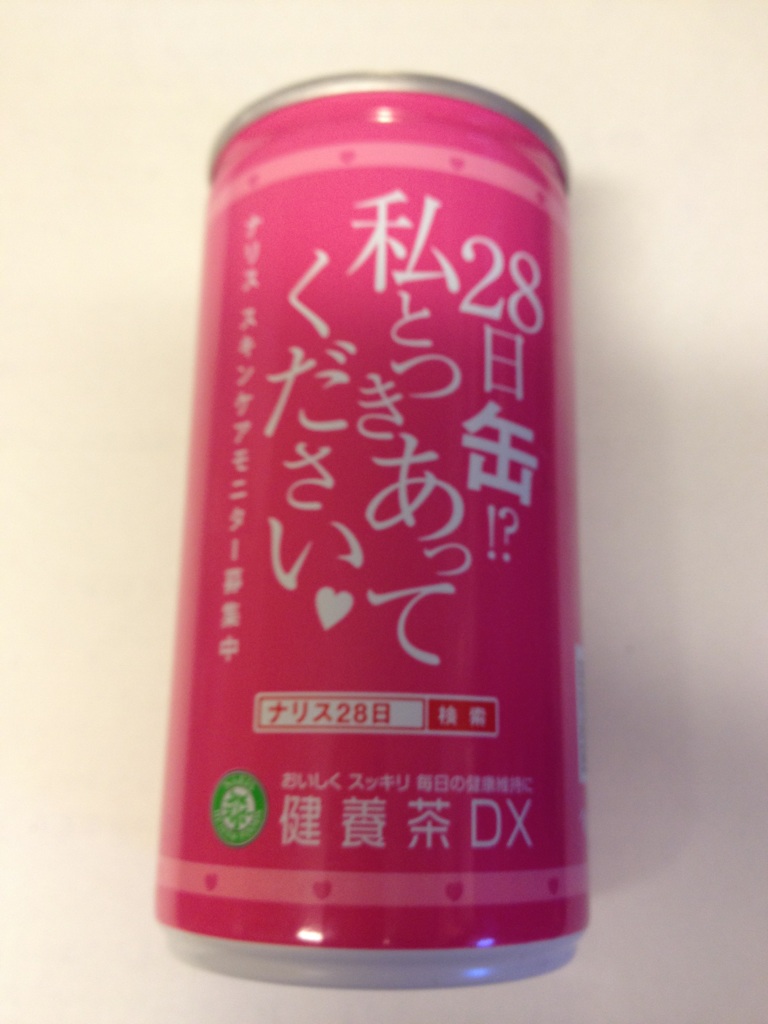 28日缶!?
私とつきあって
ください♥
ナリス スキンケアモニター募集中
ナリス28日 検索
おいしく スッキリ 毎日の健康維持に
健養茶DX